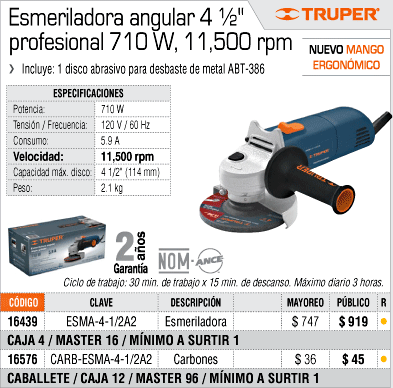 Esmeriladora angular 4 ½"
profesional 710 W, 11,500 rpm
TRUPER
NUEVO MANGO
ERGONÓMICO
Incluye: 1 disco abrasivo para desbaste de metal ABT-386
ESPECIFICACIONES
Potencia: 710 W
Tensión / Frecuencia: 120 V / 60 Hz
Consumo: 5.9 A
Velocidad: 11,500 rpm
Capacidad máx. disco: 4 1/2" (114 mm)
Peso: 2.1 kg
TRUPER
TRUPER
TRUPER
2 años
Garantía
NOM-ANCE
Ciclo de trabajo: 30 min. de trabajo x 15 min. de descanso. Máximo diario 3 horas.
CÓDIGO CLAVE DESCRIPCIÓN MAYOREO PÚBLICO R
16439 ESMA-4-1/2A2 Esmeriladora $ 747 $ 919
CAJA 4 / MASTER 16 / MÍNIMO A SURTIR 1
16576 CARB-ESMA-4-1/2A2 Carbones $ 36 $ 45
CABALLETE / CAJA 12 / MASTER 96 / MÍNIMO A SURTIR 1